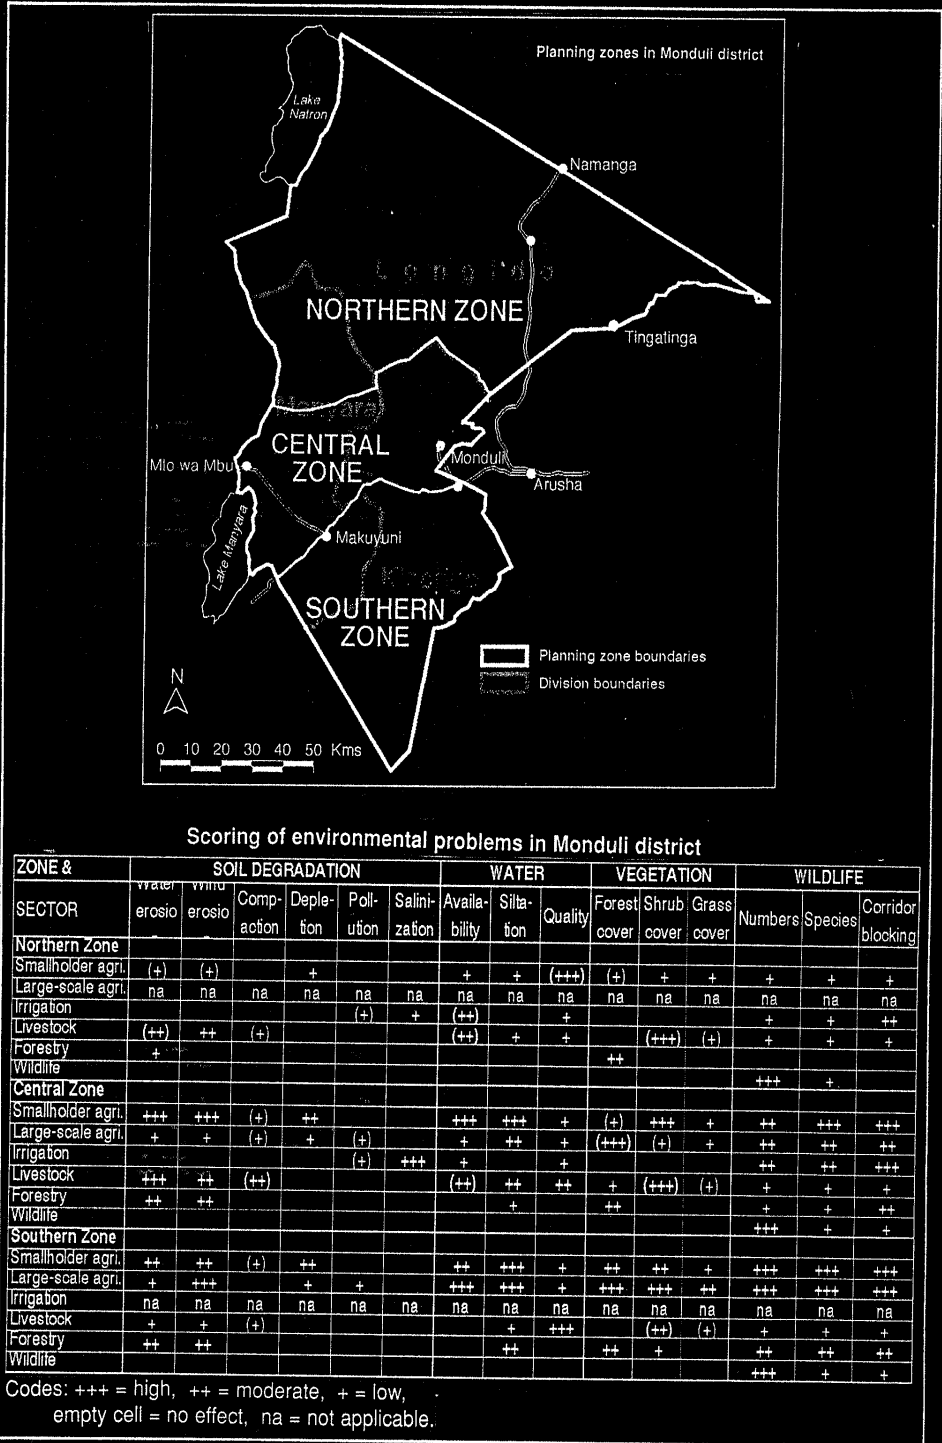 Planning zones in Monduli district
Lake
Natron
Namanga
NORTHERN ZONE
Tingatinga
Manyara
CENTRAL
ZONE
Mlo wa Mbu
Monduli
Arusha
Lake Manyara
Makuyuni
SOUTHERN
ZONE
Planning zone boundaries
Division boundaries
N
0 10 20 30 40 50 Kms
Scoring of environmental problems in Monduli district
ZONE & SOIL DEGRADATION WATER VEGETATION WILDLIFE
SECTOR Water erosio Wind erosio Comp-action Deple-tion Poll-ution Salini-zation Availa-bility Silta-tion Quality Forest cover Shrub cover Grass cover Numbers Species Corridor blocking
Northern Zone
Smallholder agri. (+) (+) + + + (+++) (+) + + + + +
Large-scale agri. na na na na na na na na na na na na na na na
Irrigation (+) + (++) + + + ++
Livestock (++) ++ (+) (++) + + (+++) (+) + + +
Forestry + ++
Wildlife +++ +
Central Zone
Smallholder agri. +++ +++ (+) ++ +++ +++ + (+) +++ + ++ +++ +++
Large-scale agri. + + (+) + (+) + ++ + (+++) (+) + ++ ++ ++
Irrigation (+) +++ + + ++ ++ +++
Livestock +++ ++ (++) (++) ++ ++ + (+++) (+) + + +
Forestry ++ ++ + ++ + + ++
Wildlife +++ + +
Southern Zone
Smallholder agri. ++ ++ (+) ++ ++ +++ + ++ ++ + +++ +++ +++
Large-scale agri. + +++ + + +++ +++ + +++ +++ ++ +++ +++ +++
Irrigation na na na na na na na na na na na na na na na
Livestock + + (+) + +++ (++) (+) + + +
Forestry ++ ++ ++ ++ + ++ ++ ++
Wildlife +++ + +
Codes: +++ = high, ++ = moderate, + = low,
empty cell = no effect, na = not applicable.